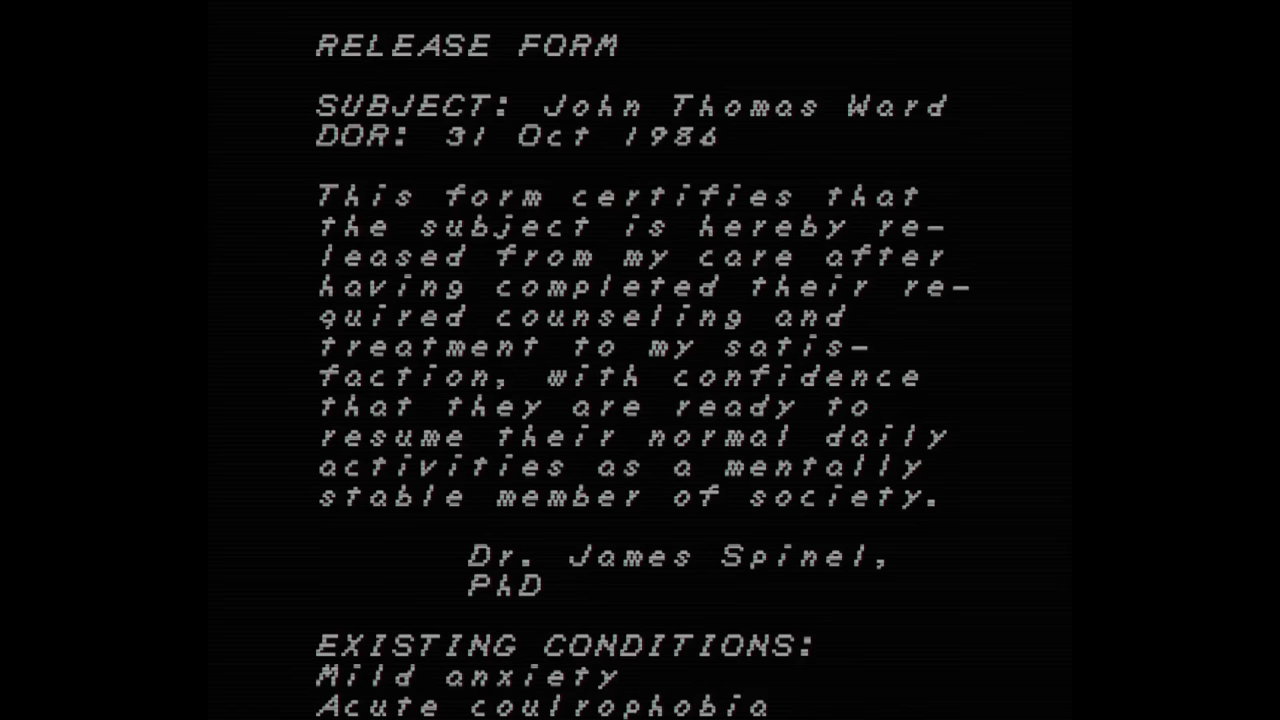 RELEASE FORM
SUBJECT: John Thomas Ward
DOR: 31 Oct 1986
This form certifies that
the subject is hereby re-
leased from my care after
having completed their re-
quired counseling and
treatment to my satis-
faction, with confidence
that they are ready to
resume their normal daily
activities as a mentally
stable member of society.
Dr. James Spinel,
PhD
EXISTING CONDITIONS:
Mild anxiety
Acute coulrophobia